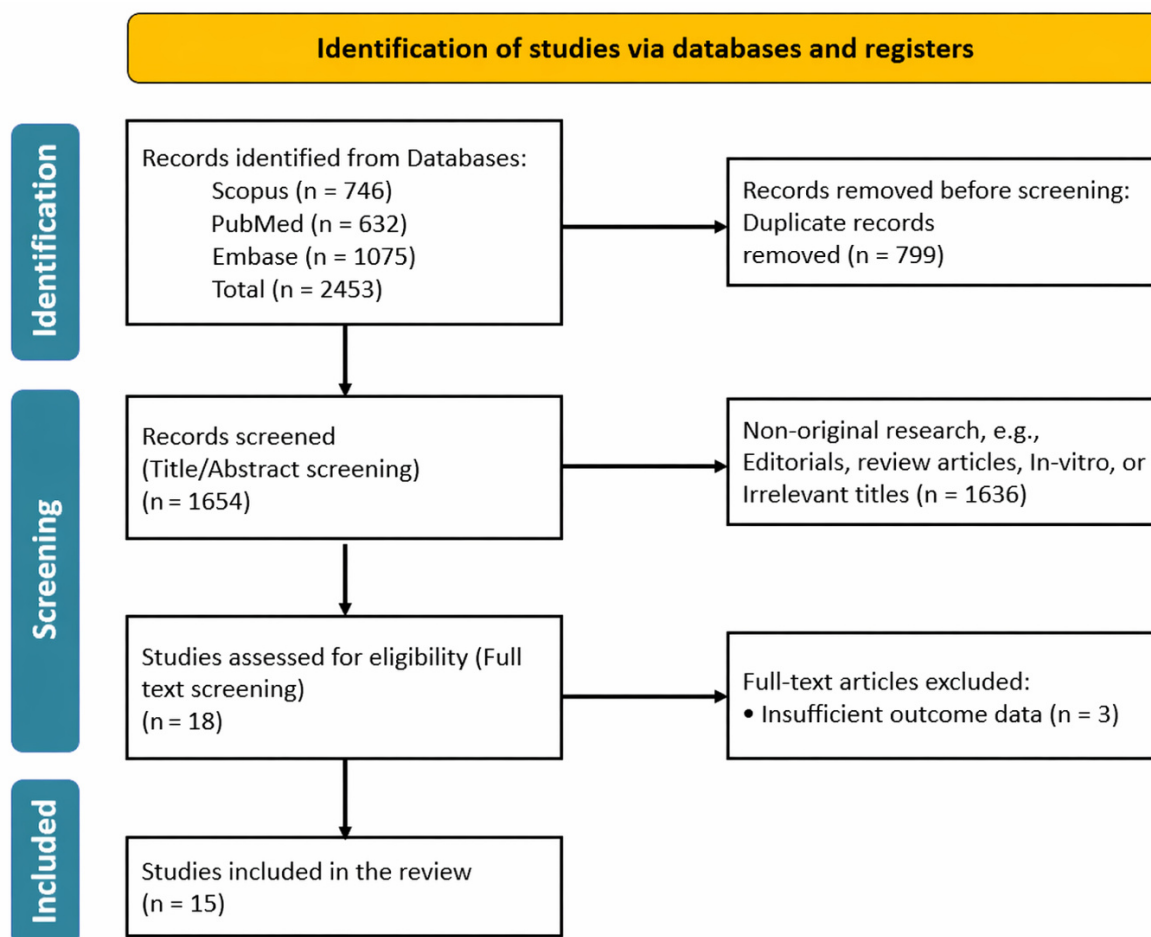 Identification of studies via databases and registers
Identification
Records identified from Databases:
Scopus (n = 746)
PubMed (n = 632)
Embase (n = 1075)
Total (n = 2453)
Records removed before screening:
Duplicate records
removed (n = 799)
Screening
Records screened
(Title/Abstract screening)
(n = 1654)
Non-original research, e.g.,
Editorials, review articles, In-vitro, or
Irrelevant titles (n = 1636)
Studies assessed for eligibility (Full
text screening)
(n = 18)
Full-text articles excluded:
• Insufficient outcome data (n = 3)
Included
Studies included in the review
(n = 15)